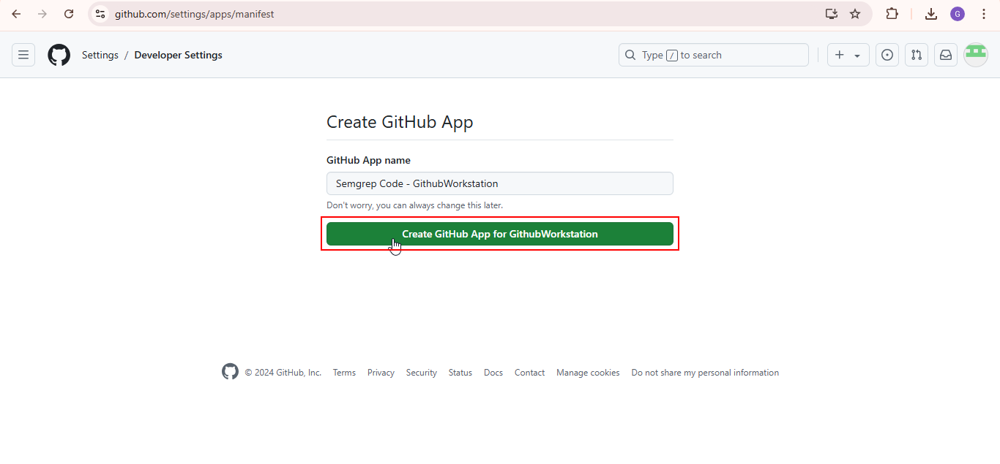 github.com/settings/apps/manifest
G
Settings / Developer Settings
Type / to search
Create GitHub App
GitHub App name
Semgrep Code - GithubWorkstation
Don't worry, you can always change this later.
Create GitHub App for GithubWorkstation
© 2024 GitHub, Inc. Terms Privacy Security Status Docs Contact Manage cookies Do not share my personal information